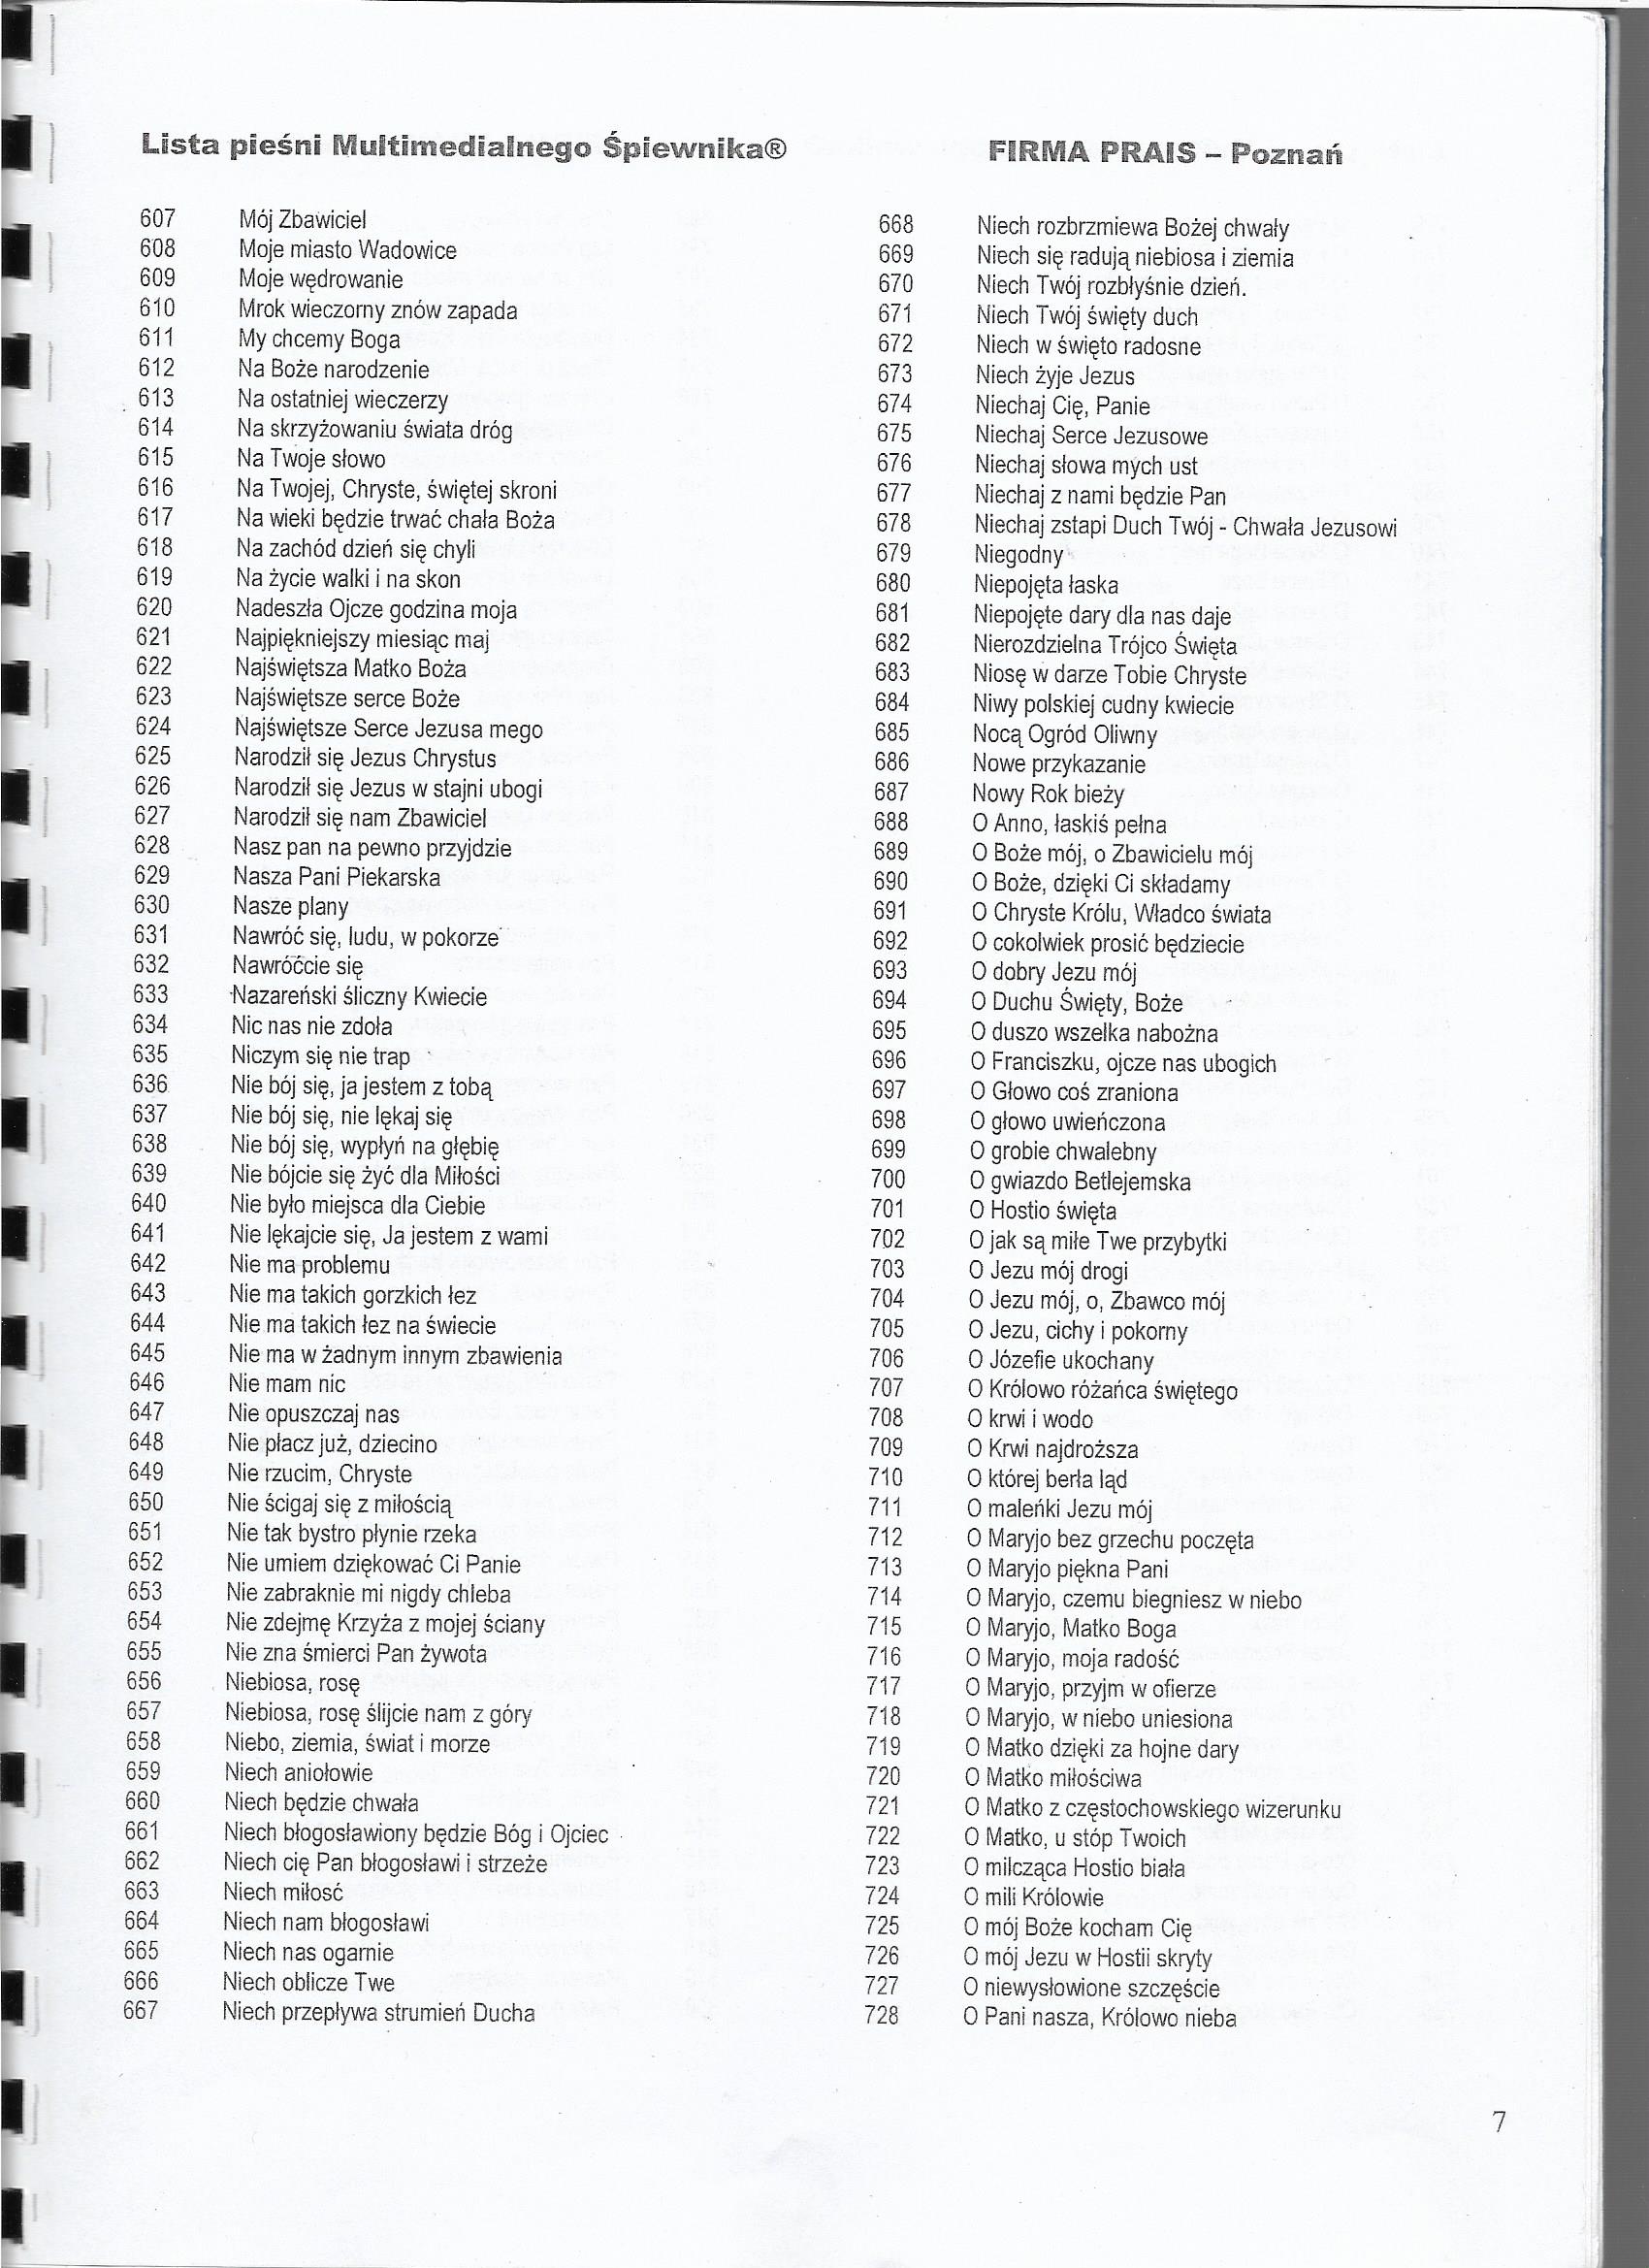 Lista pieśni Multimedialnego Śpiewnika®
FIRMA PRAIS – Poznań
607 Mój Zbawiciel
608 Moje miasto Wadowice
609 Moje wędrowanie
610 Mrok wieczorny znów zapada
611 My chcemy Boga
612 Na Boże narodzenie
613 Na ostatniej wieczerzy
614 Na skrzyżowaniu świata dróg
615 Na Twoje słowo
616 Na Twojej, Chryste, świętej skroni
617 Na wieki będzie trwać chała Boża
618 Na zachód dzień się chyli
619 Na życie walki i na skon
620 Nadeszła Ojcze godzina moja
621 Najpiękniejszy miesiąc maj
622 Najświętsza Matko Boża
623 Najświętsze serce Boże
624 Najświętsze Serce Jezusa mego
625 Narodził się Jezus Chrystus
626 Narodził się Jezus w stajni ubogi
627 Narodził się nam Zbawiciel
628 Nasz pan na pewno przyjdzie
629 Nasza Pani Piekarska
630 Nasze plany
631 Nawróć się, ludu, w pokorze
632 Nawróćcie się
633 Nazareński śliczny Kwiecie
634 Nic nas nie zdoła
635 Niczym się nie trap
636 Nie bój się, ja jestem z tobą
637 Nie bój się, nie lękaj się
638 Nie bój się, wypłyń na głębię
639 Nie bójcie się żyć dla Miłości
640 Nie było miejsca dla Ciebie
641 Nie lękajcie się, Ja jestem z wami
642 Nie ma problemu
643 Nie ma takich gorzkich łez
644 Nie ma takich łez na świecie
645 Nie ma w żadnym innym zbawienia
646 Nie mam nic
647 Nie opuszczaj nas
648 Nie płacz już, dziecino
649 Nie rzucim, Chryste
650 Nie ścigaj się z miłością
651 Nie tak bystro płynie rzeka
652 Nie umiem dziękować Ci Panie
653 Nie zabraknie mi nigdy chleba
654 Nie zdejmę Krzyża z mojej ściany
655 Nie zna śmierci Pan żywota
656 Niebiosa, rosę
657 Niebiosa, rosę ślijcie nam z góry
658 Niebo, ziemia, świat i morze
659 Niech aniołowie
660 Niech będzie chwała
661 Niech błogosławiony będzie Bóg i Ojciec
662 Niech cię Pan błogosławi i strzeże
663 Niech miłosć
664 Niech nam błogosławi
665 Niech nas ogarnie
666 Niech oblicze Twe
667 Niech przepływa strumień Ducha
668 Niech rozbrzmiewa Bożej chwały
669 Niech się radują niebiosa i ziemia
670 Niech Twój rozbłyśnie dzień.
671 Niech Twój święty duch
672 Niech w święto radosne
673 Niech żyje Jezus
674 Niechaj Cię, Panie
675 Niechaj Serce Jezusowe
676 Niechaj słowa mych ust
677 Niechaj z nami będzie Pan
678 Niechaj zstapi Duch Twój - Chwała Jezusowi
679 Niegodny
680 Niepojęta łaska
681 Niepojęte dary dla nas daje
682 Nierozdzielna Trójco Święta
683 Niosę w darze Tobie Chryste
684 Niwy polskiej cudny kwiecie
685 Nocą Ogród Oliwny
686 Nowe przykazanie
687 Nowy Rok bieży
688 O Anno, łaskiś pełna
689 O Boże mój, o Zbawicielu mój
690 O Boże, dzięki Ci składamy
691 O Chryste Królu, Władco świata
692 O cokolwiek prosić będziecie
693 O dobry Jezu mój
694 O Duchu Święty, Boże
695 O duszo wszelka nabożna
696 O Franciszku, ojcze nas ubogich
697 O Głowo coś zraniona
698 O głowo uwieńczona
699 O grobie chwalebny
700 O gwiazdo Betlejemska
701 O Hostio święta
702 O jak są miłe Twe przybytki
703 O Jezu mój drogi
704 O Jezu mój, o, Zbawco mój
705 O Jezu, cichy i pokorny
706 O Józefie ukochany
707 O Królowo różańca świętego
708 O krwi i wodo
709 O Krwi najdroższa
710 O której berła ląd
711 O maleńki Jezu mój
712 O Maryjo bez grzechu poczęta
713 O Maryjo piękna Pani
714 O Maryjo, czemu biegniesz w niebo
715 O Maryjo, Matko Boga
716 O Maryjo, moja radość
717 O Maryjo, przyjm w ofierze
718 O Maryjo, w niebo uniesiona
719 O Matko dzięki za hojne dary
720 O Matko miłościwa
721 O Matko z częstochowskiego wizerunku
722 O Matko, u stóp Twoich
723 O milcząca Hostio biała
724 O mili Królowie
725 O mój Boże kocham Cię
726 O mój Jezu w Hostii skryty
727 O niewysłowione szczęście
728 O Pani nasza, Królowo nieba
7